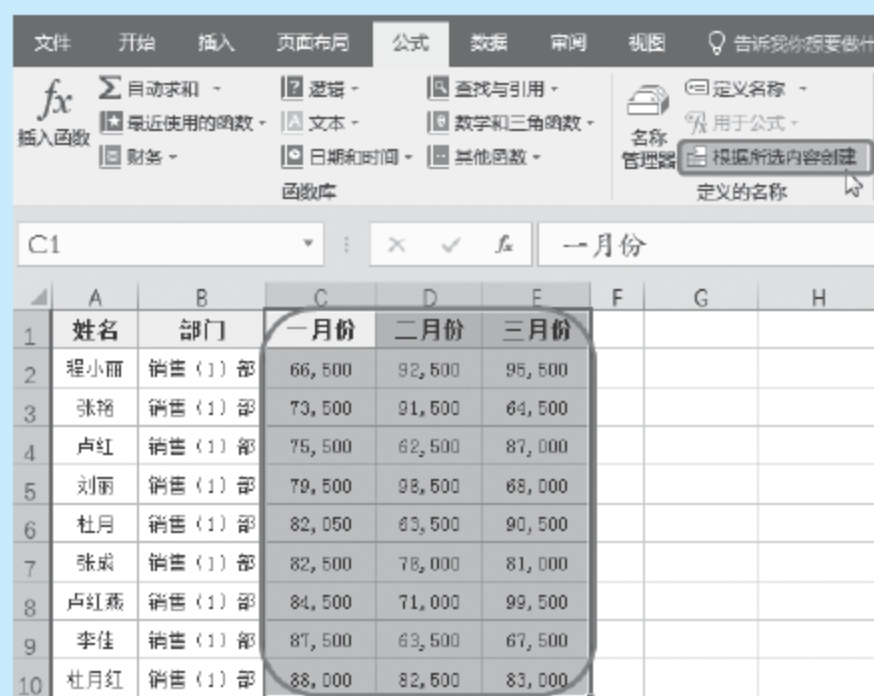 文件 开始 插入 页面布局 公式 数据 审阅 视图 告诉我你想要做什
fx 插入函数 Σ 自动求和 逻辑 查找与引用 名称管理器 定义名称
最近使用的函数 文本 数学和三角函数 用于公式
财务 日期和时间 其他函数 根据所选内容创建
函数库 定义的名称
C1 fx 一月份
A B C D E F G H
1 姓名 部门 一月份 二月份 三月份
2 程小丽 销售（1）部 66,500 92,500 95,500
3 张艳 销售（1）部 73,500 91,500 64,500
4 卢红 销售（1）部 75,500 62,500 87,000
5 刘丽 销售（1）部 79,500 98,500 68,000
6 杜月 销售（1）部 82,050 63,500 90,500
7 张成 销售（1）部 82,500 78,000 81,000
8 卢红燕 销售（1）部 84,500 71,000 99,500
9 李佳 销售（1）部 87,500 63,500 67,500
10 杜月红 销售（1）部 88,000 82,500 83,000